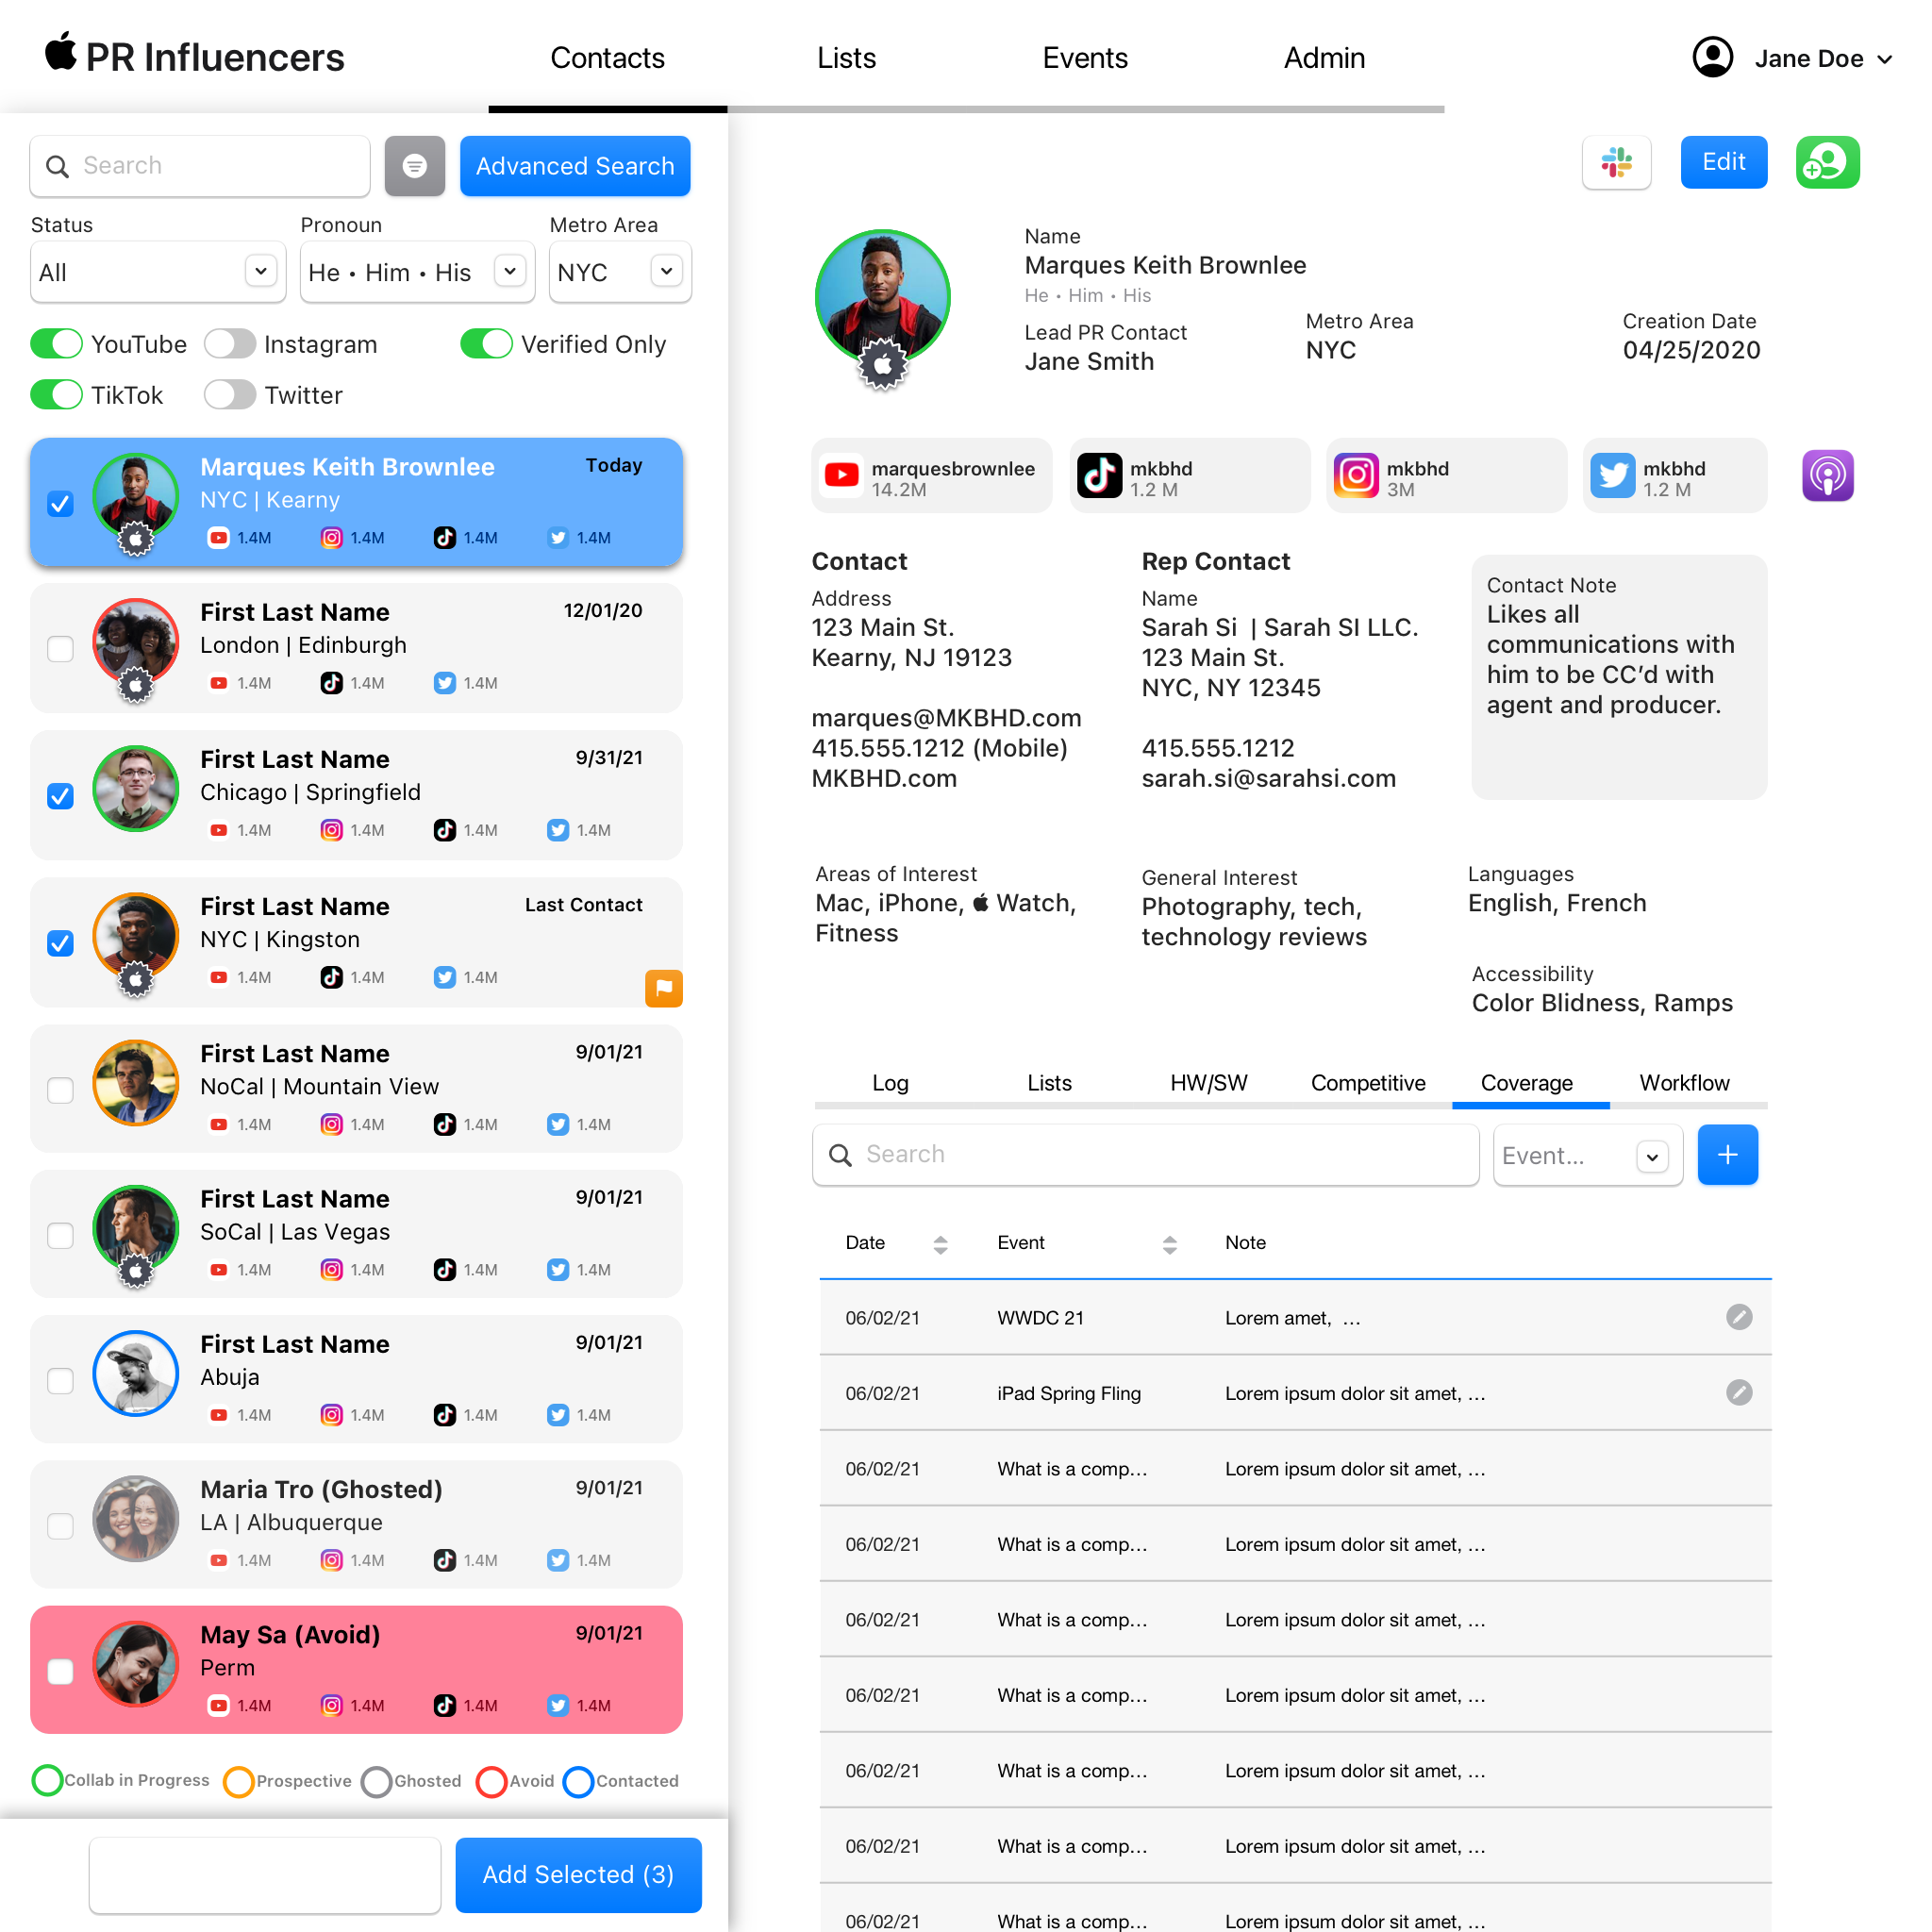 PR Influencers
Contacts
Lists
Events
Admin
Jane Doe
Search
Advanced Search
Status
Pronoun
Metro Area
All
He • Him • His
NYC
YouTube
Instagram
Verified Only
TikTok
Twitter
Marques Keith Brownlee
Today
NYC | Kearny
1.4M 1.4M 1.4M 1.4M
First Last Name
12/01/20
London | Edinburgh
1.4M 1.4M 1.4M
First Last Name
9/31/21
Chicago | Springfield
1.4M 1.4M 1.4M 1.4M
First Last Name
Last Contact
NYC | Kingston
1.4M 1.4M 1.4M
First Last Name
9/01/21
NoCal | Mountain View
1.4M 1.4M 1.4M 1.4M
First Last Name
9/01/21
SoCal | Las Vegas
1.4M 1.4M 1.4M 1.4M
First Last Name
9/01/21
Abuja
1.4M 1.4M 1.4M 1.4M
Maria Tro (Ghosted)
9/01/21
LA | Albuquerque
1.4M 1.4M 1.4M 1.4M
May Sa (Avoid)
9/01/21
Perm
1.4M 1.4M 1.4M 1.4M
Collab in Progress
Prospective
Ghosted
Avoid
Contacted
Add Selected (3)
Edit
Name
Marques Keith Brownlee
He • Him • His
Lead PR Contact
Jane Smith
Metro Area
NYC
Creation Date
04/25/2020
marquesbrownlee
14.2M
mkbhd
1.2 M
mkbhd
3M
mkbhd
1.2 M
Contact
Address
123 Main St.
Kearny, NJ 19123
marques@MKBHD.com
415.555.1212 (Mobile)
MKBHD.com
Rep Contact
Name
Sarah Si | Sarah SI LLC.
123 Main St.
NYC, NY 12345
415.555.1212
sarah.si@sarahsi.com
Contact Note
Likes all
communications with
him to be CC’d with
agent and producer.
Areas of Interest
Mac, iPhone, Watch,
Fitness
General Interest
Photography, tech,
technology reviews
Languages
English, French
Accessibility
Color Blidness, Ramps
Log
Lists
HW/SW
Competitive
Coverage
Workflow
Search
Event...
+
Date
Event
Note
06/02/21 WWDC 21 Lorem amet, ...
06/02/21 iPad Spring Fling Lorem ipsum dolor sit amet, ...
06/02/21 What is a comp... Lorem ipsum dolor sit amet, ...
06/02/21 What is a comp... Lorem ipsum dolor sit amet, ...
06/02/21 What is a comp... Lorem ipsum dolor sit amet, ...
06/02/21 What is a comp... Lorem ipsum dolor sit amet, ...
06/02/21 What is a comp... Lorem ipsum dolor sit amet, ...
06/02/21 What is a comp... Lorem ipsum dolor sit amet, ...
06/02/21 What is a comp... Lorem ipsum dolor sit amet, ...